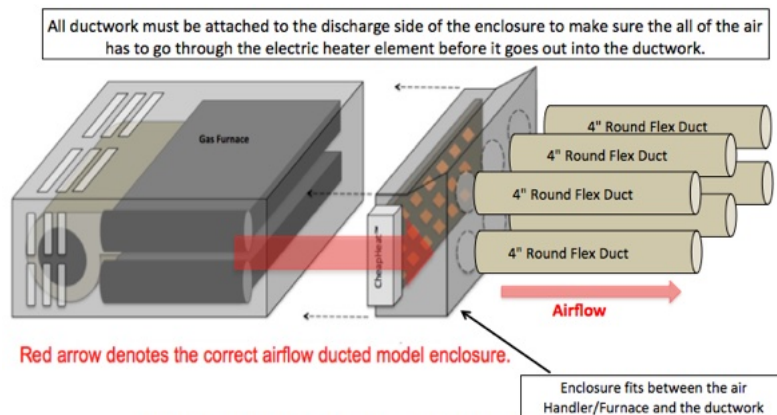 All ductwork must be attached to the discharge side of the enclosure to make sure the all of the air
has to go through the electric heater element before it goes out into the ductwork.
Gas Furnace
CheapHeat™
4" Round Flex Duct
4" Round Flex Duct
4" Round Flex Duct
4" Round Flex Duct
Airflow
Red arrow denotes the correct airflow ducted model enclosure.
Enclosure fits between the air
Handler/Furnace and the ductwork